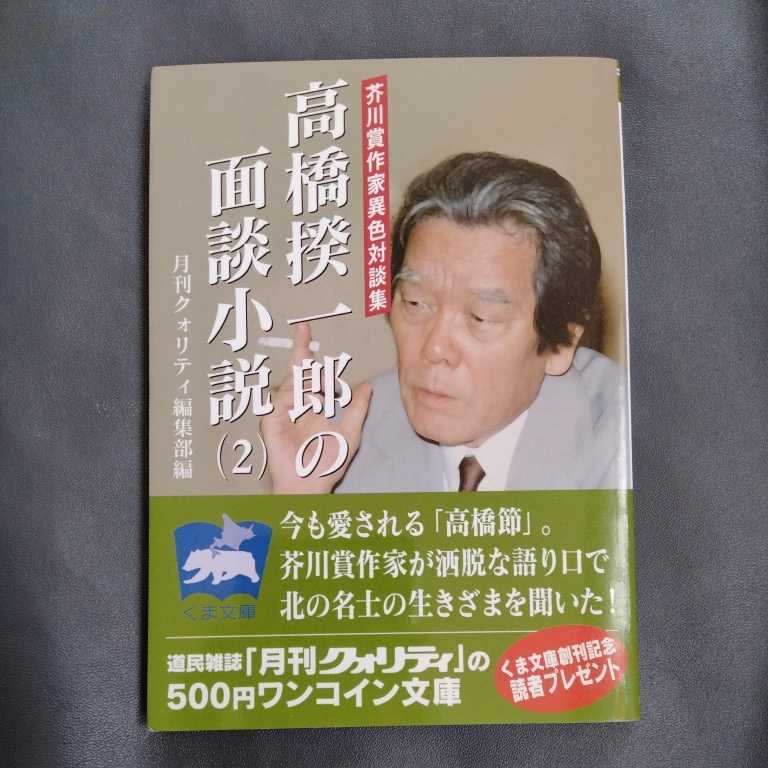 芥川賞作家異色対談集
高橋揆一郎の
面談小説(2)
月刊クォリティ編集部編
今も愛される「高橋節」。
芥川賞作家が洒脱な語り口で
北の名士の生きざまを聞いた!
くま文庫
道民雑誌「月刊クォリティ」の
500円ワンコイン文庫
くま文庫創刊記念
読者プレゼント